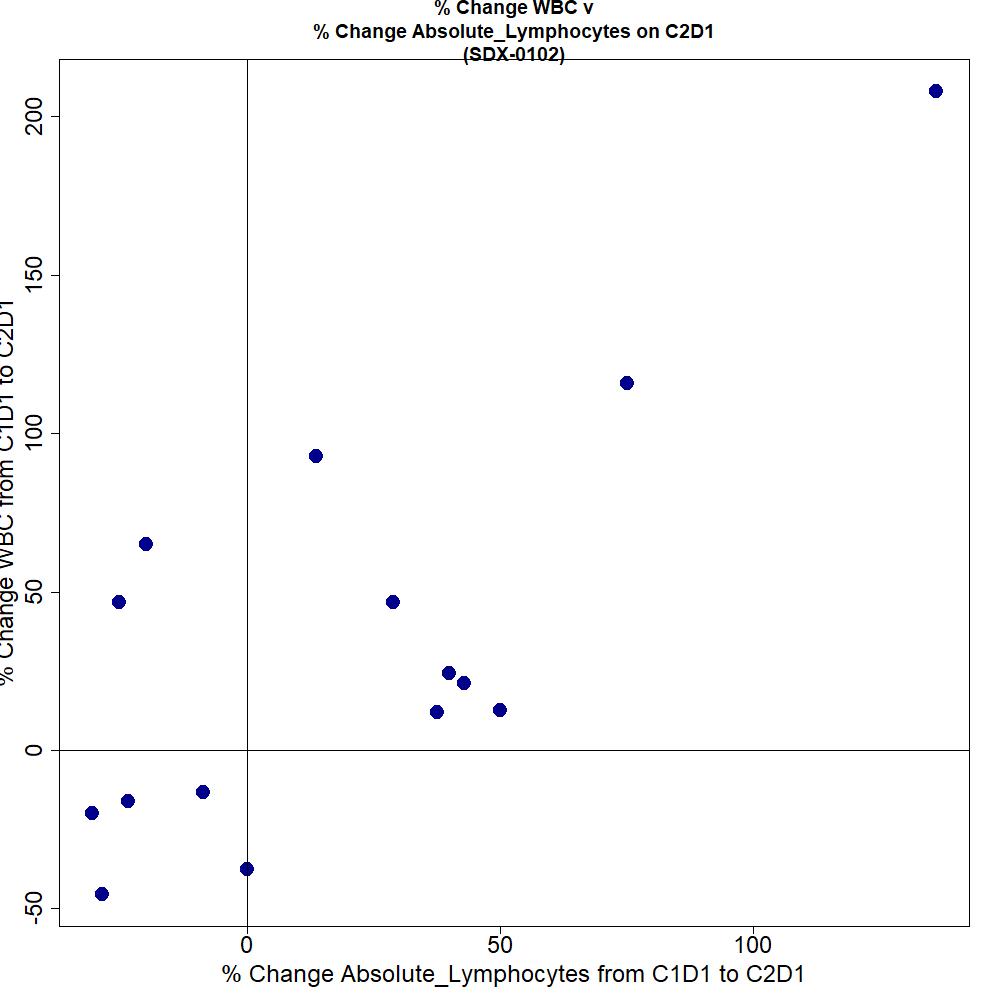 % Change WBC v
% Change Absolute_Lymphocytes on C2D1
(SDX-0102)
200
150
100
50
0
-50
% Change WBC from C1D1 to C2D1
0
50
100
% Change Absolute_Lymphocytes from C1D1 to C2D1